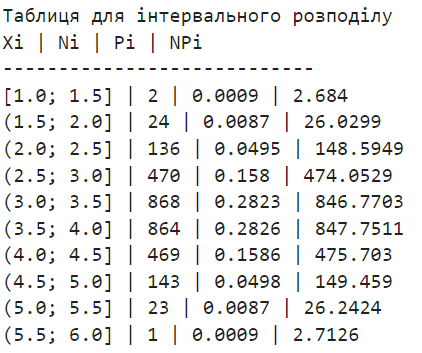 Таблиця для інтервального розподілу
Xi | Ni | Pi | NPi
----------------------------
[1.0; 1.5] | 2 | 0.0009 | 2.684
(1.5; 2.0] | 24 | 0.0087 | 26.0299
(2.0; 2.5] | 136 | 0.0495 | 148.5949
(2.5; 3.0] | 470 | 0.158 | 474.0529
(3.0; 3.5] | 868 | 0.2823 | 846.7703
(3.5; 4.0] | 864 | 0.2826 | 847.7511
(4.0; 4.5] | 469 | 0.1586 | 475.703
(4.5; 5.0] | 143 | 0.0498 | 149.459
(5.0; 5.5] | 23 | 0.0087 | 26.2424
(5.5; 6.0] | 1 | 0.0009 | 2.7126